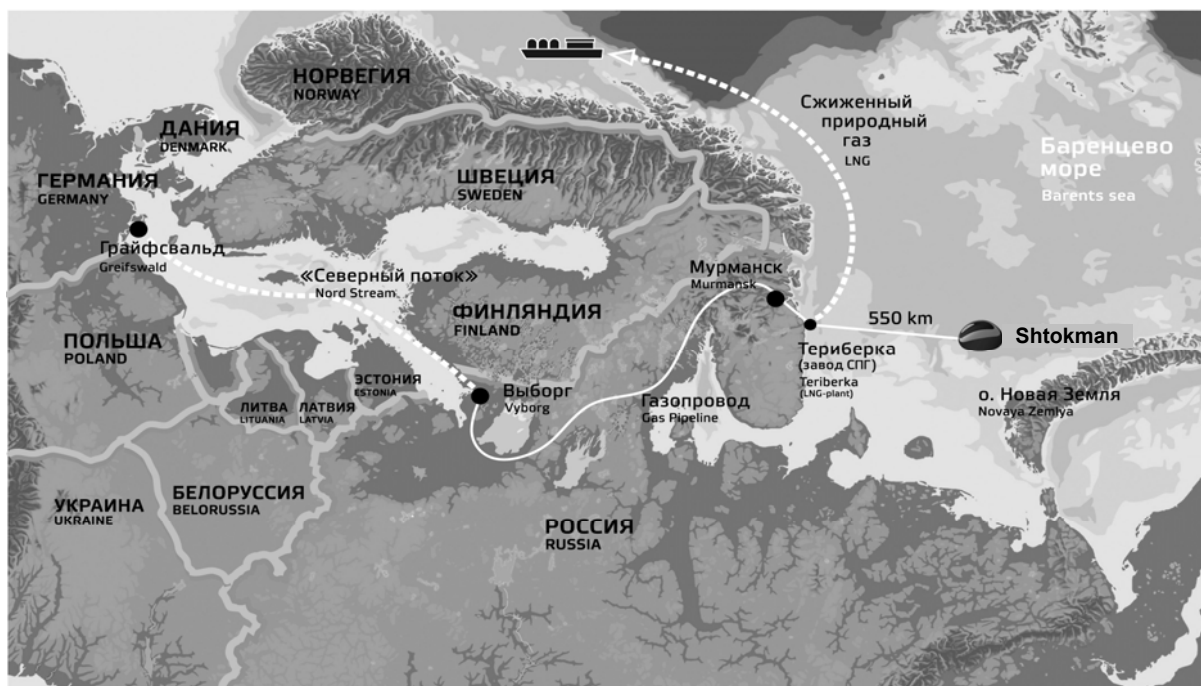 НОРВЕГИЯ
NORWAY
ДАНИЯ
DENMARK
ГЕРМАНИЯ
GERMANY
ШВЕЦИЯ
SWEDEN
Сжиженный
природный
газ
LNG
Баренцево
море
Barents sea
Грайфсвальд
Greifswald
«Северный поток»
Nord Stream
Мурманск
Murmansk
ФИНЛЯНДИЯ
FINLAND
550 km
Shtokman
ПОЛЬША
POLAND
Териберка
(завод СПГ)
Teriberka
(LNG-plant)
ЭСТОНИЯ
ESTONIA
Выборг
Vyborg
Газопровод
Gas Pipeline
о. Новая Земля
Novaya Zemlya
ЛИТВА
LITUANIA
ЛАТВИЯ
LATVIA
УКРАИНА
UKRAINE
БЕЛОРУССИЯ
BELORUSSIA
РОССИЯ
RUSSIA